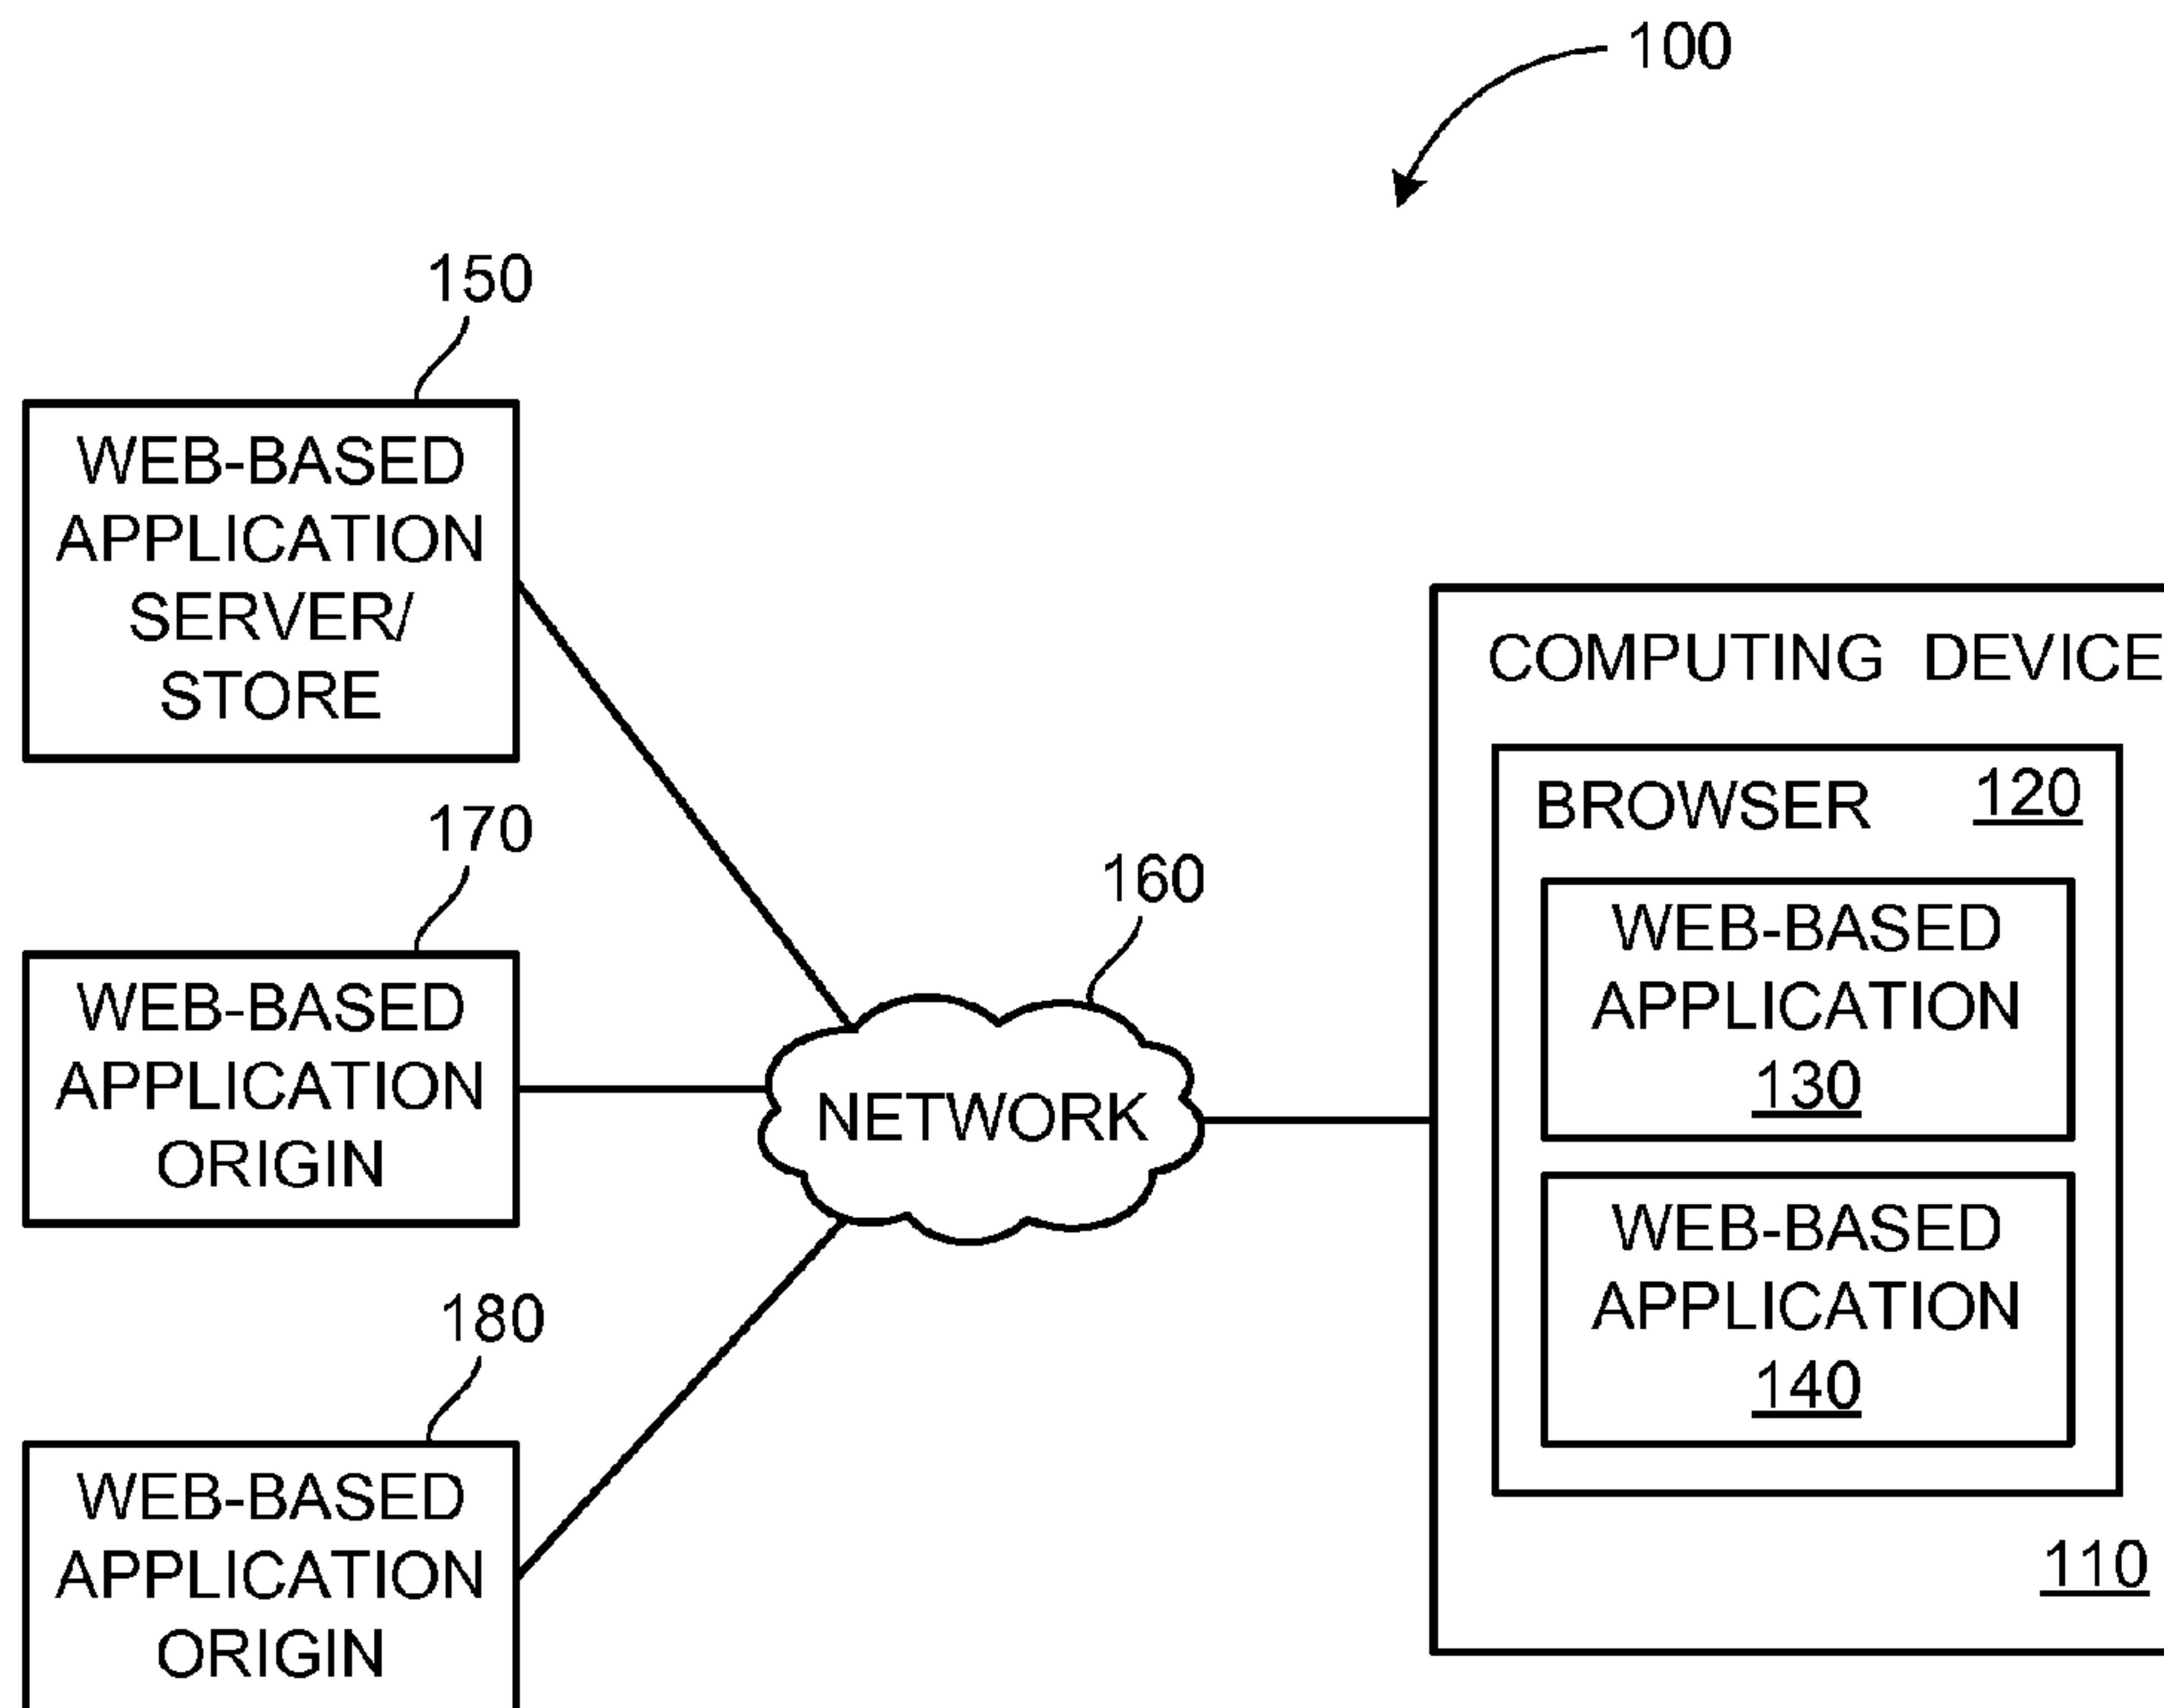 100
150
WEB-BASED
APPLICATION
SERVER/
STORE
170
WEB-BASED
APPLICATION
ORIGIN
180
WEB-BASED
APPLICATION
ORIGIN
160
NETWORK
COMPUTING DEVICE
BROWSER 120
WEB-BASED
APPLICATION
130
WEB-BASED
APPLICATION
140
110